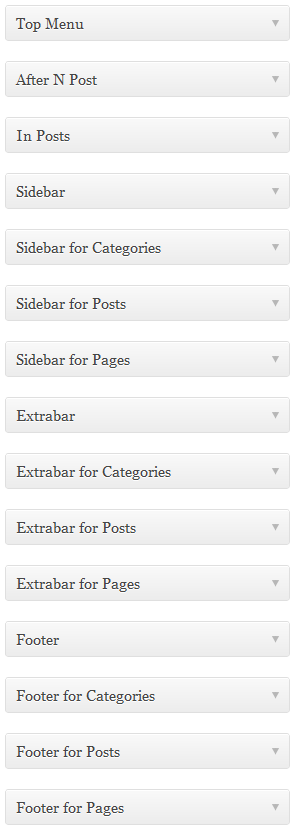 Top Menu
After N Post
In Posts
Sidebar
Sidebar for Categories
Sidebar for Posts
Sidebar for Pages
Extrabar
Extrabar for Categories
Extrabar for Posts
Extrabar for Pages
Footer
Footer for Categories
Footer for Posts
Footer for Pages